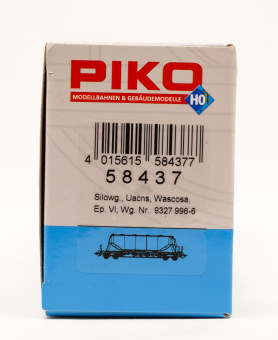 PIKO
MODELLBAHNEN & GEBÄUDEMODELLE
H0
4 015615 584377
58437
Silowg., Uacns, Wascosa,
Ep. VI, Wg. Nr.: 9327 996-6